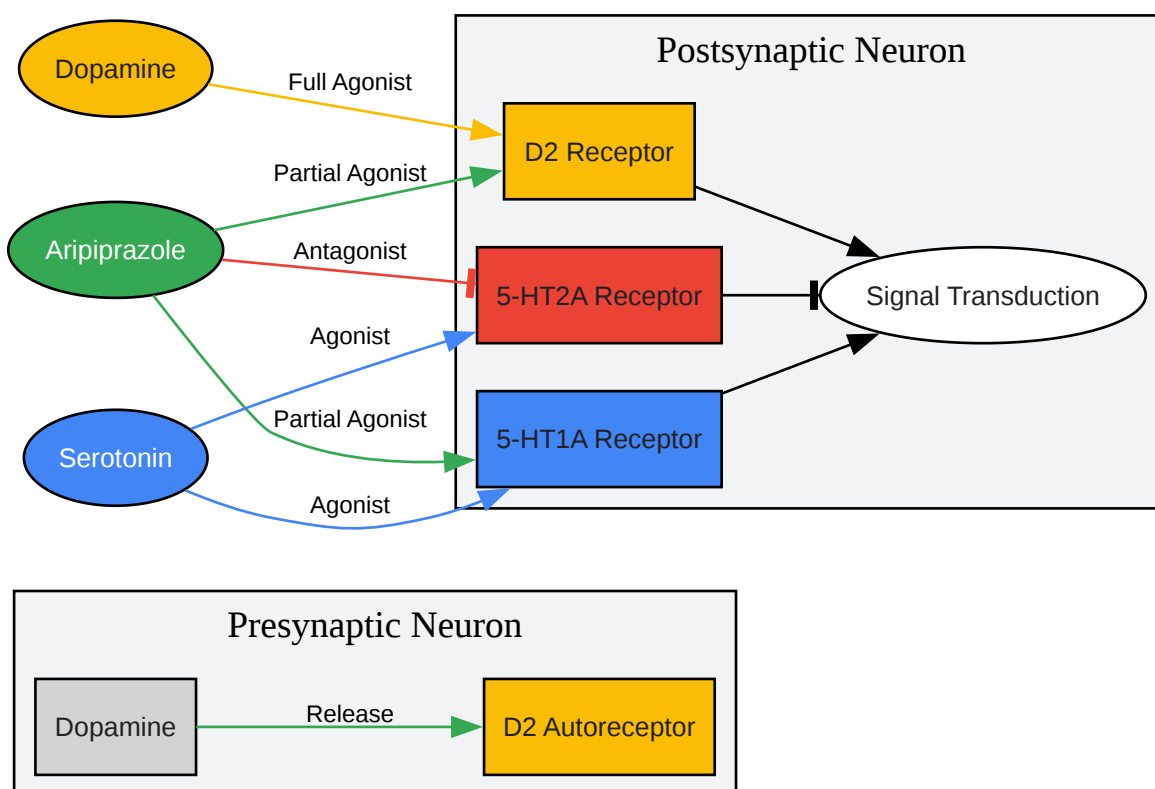 Postsynaptic Neuron
Dopamine
Full Agonist
D2 Receptor
Partial Agonist
Aripiprazole
Antagonist
5-HT2A Receptor
Signal Transduction
Agonist
Partial Agonist
5-HT1A Receptor
Serotonin
Agonist
Presynaptic Neuron
Dopamine
Release
D2 Autoreceptor